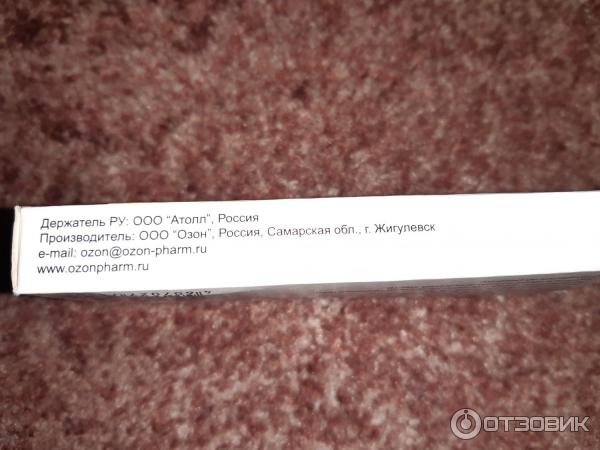 Держатель РУ: ООО "Атолл", Россия
Производитель: ООО "Озон", Россия, Самарская обл., г. Жигулевск
e-mail: ozon@ozon-pharm.ru
www.ozonpharm.ru
ОТЗОВИК